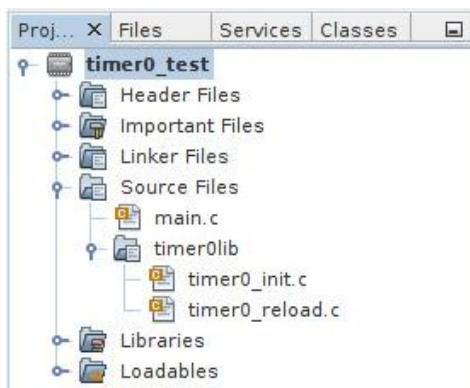 Proj... X Files Services Classes
timer0_test
Header Files
Important Files
Linker Files
Source Files
main.c
timer0lib
timer0_init.c
timer0_reload.c
Libraries
Loadables